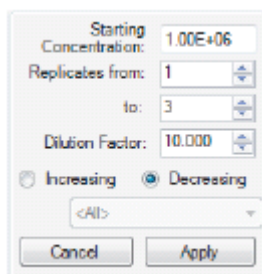 Starting
Concentration: 1.00E+06
Replicates from: 1
to: 3
Dilution Factor: 10.000
Increasing Decreasing
<All>
Cancel Apply